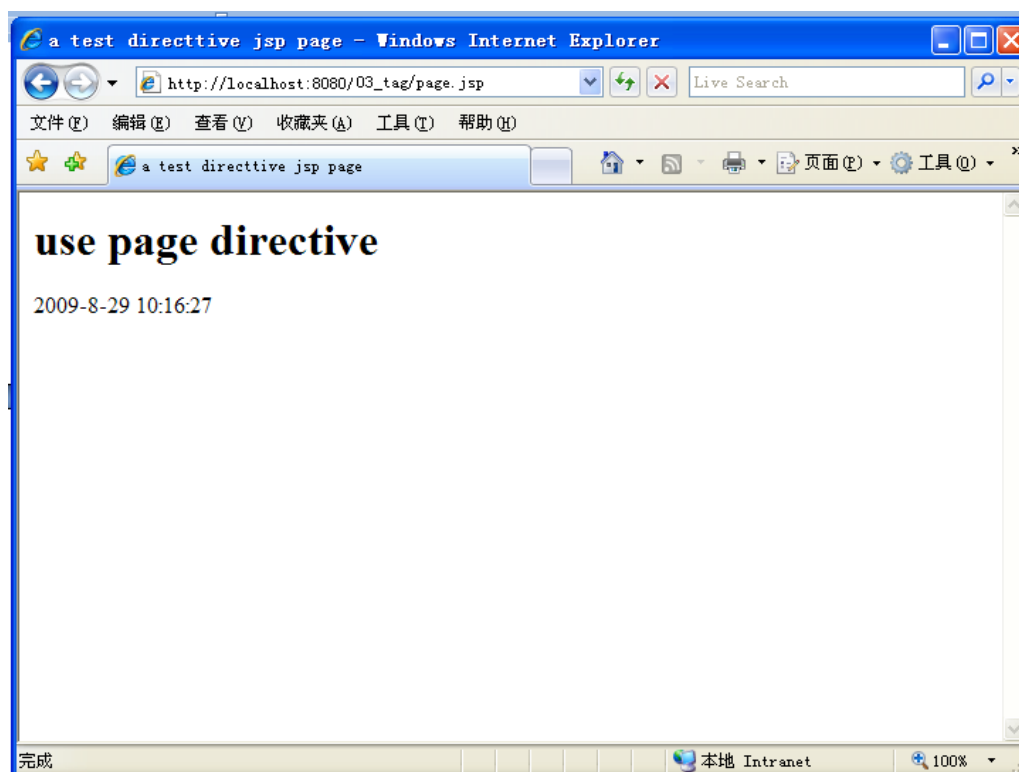 a test directtive jsp page - Windows Internet Explorer
http://localhost:8080/03_tag/page.jsp
Live Search
文件(F) 编辑(E) 查看(V) 收藏夹(A) 工具(T) 帮助(H)
a test directtive jsp page
页面(P) 工具(O)
use page directive
2009-8-29 10:16:27
完成
本地 Intranet
100%